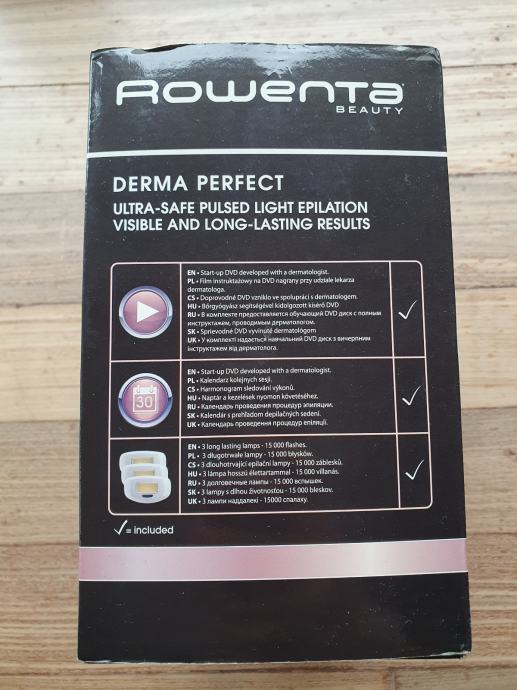 Rowenta
BEAUTY
DERMA PERFECT
ULTRA-SAFE PULSED LIGHT EPILATION
VISIBLE AND LONG-LASTING RESULTS
EN • Start-up DVD developed with a dermatologist.
PL • Film instruktażowy na DVD nagrany przy udziale lekarza
dermatologa.
CS • Doprovodné DVD vzniklo ve spolupráci s dermatologem.
HU • Bőrgyógyász segítségével kidolgozott kísérő DVD
RU • В комплекте предоставляется обучающий DVD диск с полным
инструктажем, проводимым дерматологом.
SK • Sprievodné DVD vyvinuté dermatológom
UK • У комплекті надається навчальний DVD диск з вичерпним
інструктажем від дерматолога.
30
EN • Start-up DVD developed with a dermatologist.
PL • Kalendarz kolejnych sesji.
CS • Harmonogram sledování výkonů.
HU • Naptár a kezelések nyomon követéséhez.
RU • Календарь проведения процедур эпиляции.
SK • Kalendár s prehľadom depilačných sedení.
UK • Календарь проведення процедур епіляції.
EN • 3 long lasting lamps - 15 000 flashes.
PL • 3 długotrwałe lampy - 15 000 błysków.
CS • 3 dlouhotrvající epilační lampy - 15 000 záblesků.
HU • 3 lámpa hosszú élettartammal - 15 000 villanás.
RU • 3 долговечные лампы - 15 000 вспышек.
SK • 3 lampy s dlhou životnosťou - 15 000 bleskov.
UK • 3 лампи наддалекі - 15000 спалаху.
√= included